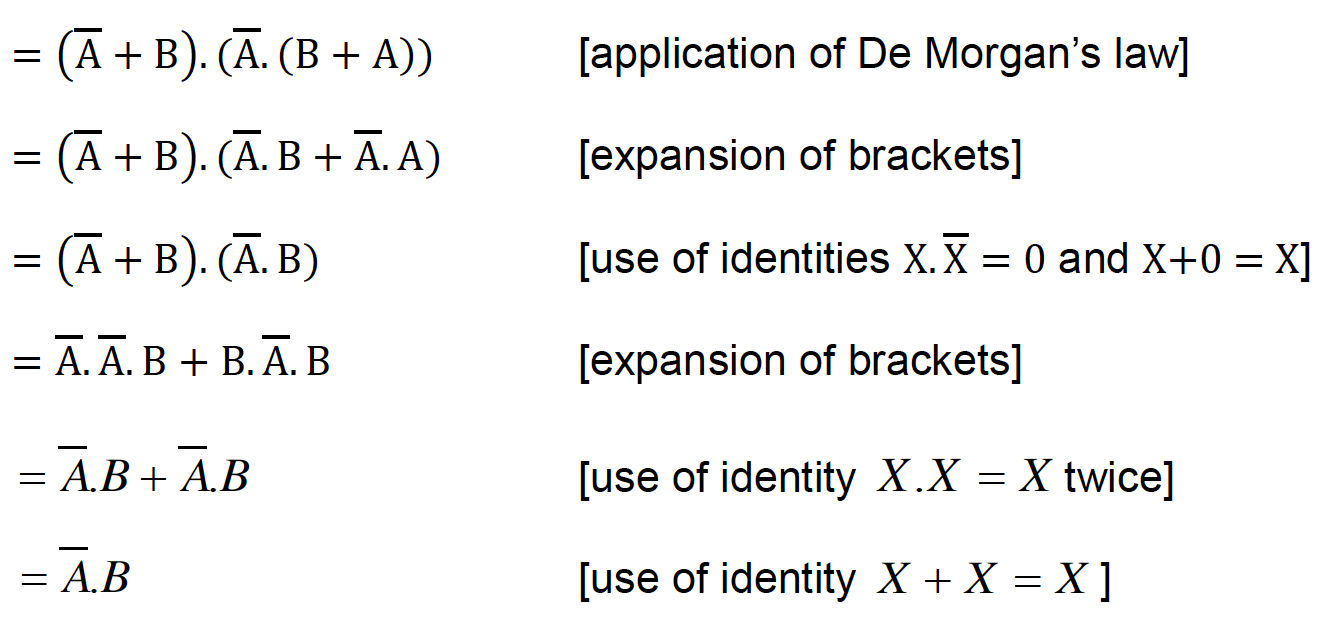 = (A̅ + B). (A̅. (B + A)) [application of De Morgan’s law]
= (A̅ + B). (A̅. B + A̅. A) [expansion of brackets]
= (A̅ + B). (A̅. B) [use of identities X. X̅ = 0 and X+0 = X]
= A̅. A̅. B + B. A̅. B [expansion of brackets]
= A̅.B + A̅.B [use of identity X.X = X twice]
= A̅.B [use of identity X + X = X ]